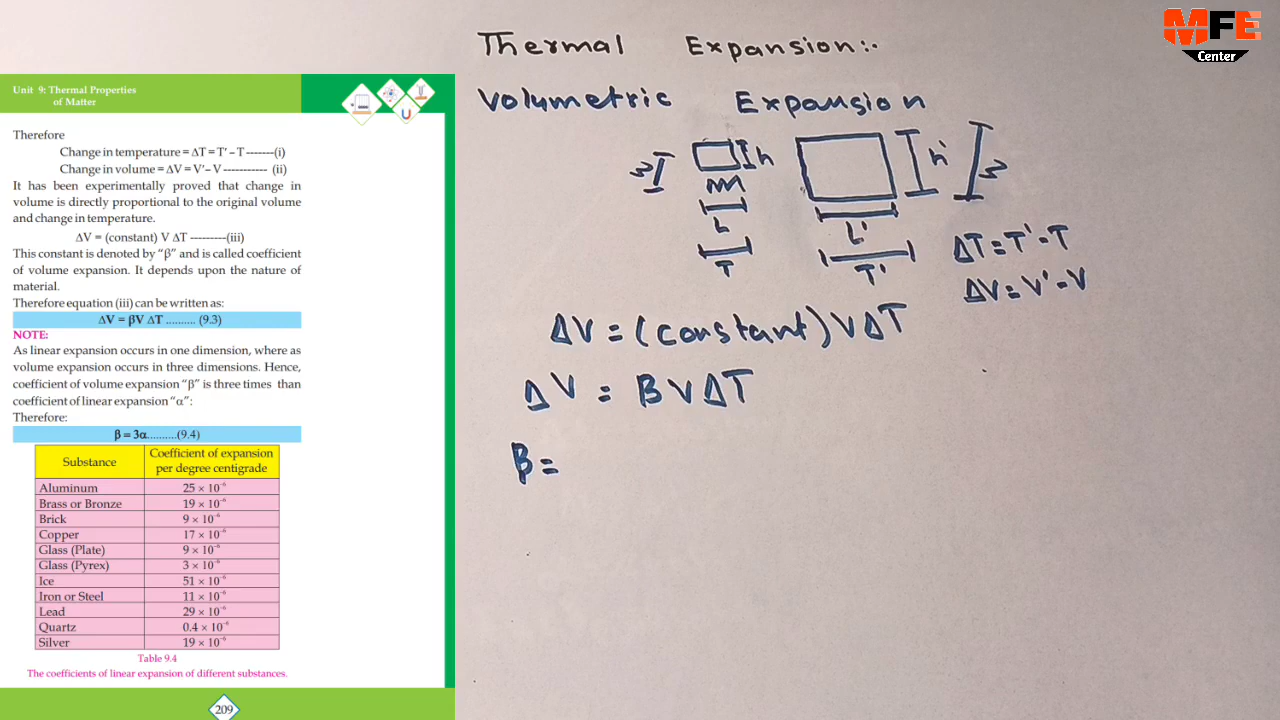 Unit 9: Thermal Properties
of Matter
Therefore
Change in temperature = ΔT = T’ – T -------(i)
Change in volume = ΔV = V’– V ----------- (ii)
It has been experimentally proved that change in
volume is directly proportional to the original volume
and change in temperature.
ΔV = (constant) V ΔT ---------(iii)
This constant is denoted by “β” and is called coefficient
of volume expansion. It depends upon the nature of
material.
Therefore equation (iii) can be written as:
ΔV = βV ΔT .......... (9.3)
NOTE:
As linear expansion occurs in one dimension, where as
volume expansion occurs in three dimensions. Hence,
coefficient of volume expansion “β” is three times than
coefficient of linear expansion “α”:
Therefore:
β = 3α..........(9.4)
Substance Coefficient of expansion
per degree centigrade
Aluminum 25 × 10⁻⁶
Brass or Bronze 19 × 10⁻⁶
Brick 9 × 10⁻⁶
Copper 17 × 10⁻⁶
Glass (Plate) 9 × 10⁻⁶
Glass (Pyrex) 3 × 10⁻⁶
Ice 51 × 10⁻⁶
Iron or Steel 11 × 10⁻⁶
Lead 29 × 10⁻⁶
Quartz 0.4 × 10⁻⁶
Silver 19 × 10⁻⁶
Table 9.4
The coefficients of linear expansion of different substances.
209
Thermal Expansion:.
Volumetric Expansion
w h h' w
L L'
T T'
ΔT = T' - T
ΔV = V' - V
ΔV = (constant) V ΔT
ΔV = β V ΔT
β =
MFE
Center